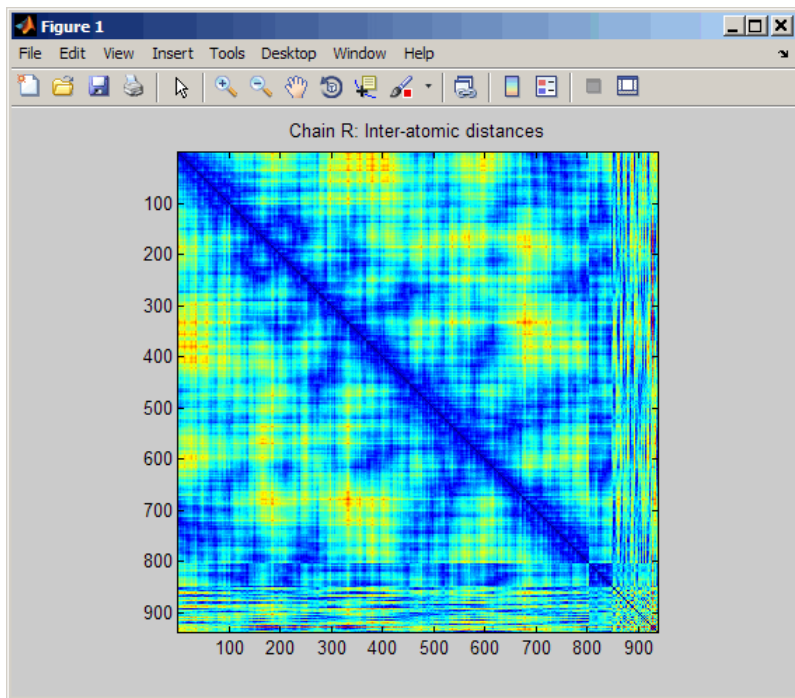 Figure 1
File Edit View Insert Tools Desktop Window Help
Chain R: Inter-atomic distances
100
200
300
400
500
600
700
800
900
100 200 300 400 500 600 700 800 900